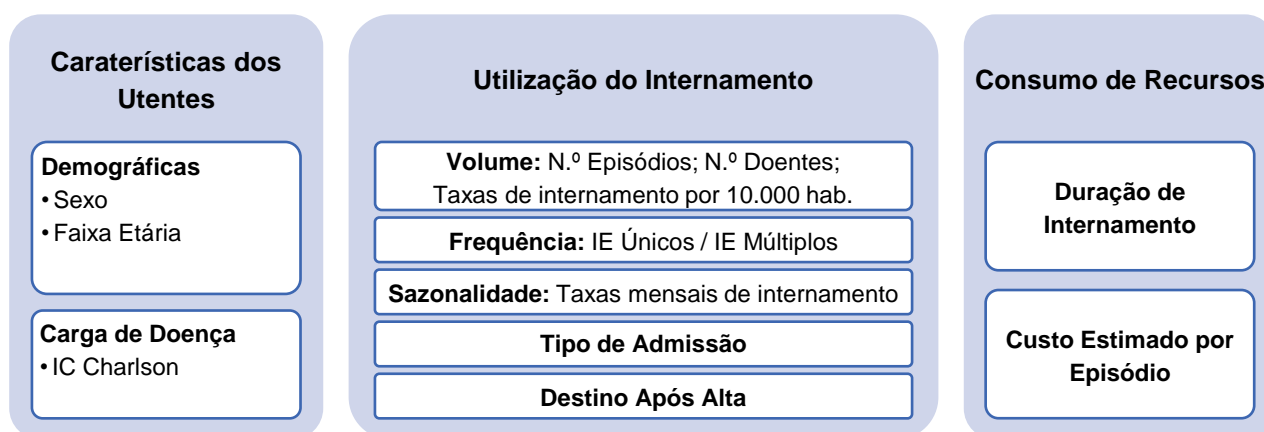 Caraterísticas dos
Utentes
Demográficas
• Sexo
• Faixa Etária
Carga de Doença
• IC Charlson
Utilização do Internamento
Volume: N.º Episódios; N.º Doentes;
Taxas de internamento por 10.000 hab.
Frequência: IE Únicos / IE Múltiplos
Sazonalidade: Taxas mensais de internamento
Tipo de Admissão
Destino Após Alta
Consumo de Recursos
Duração de
Internamento
Custo Estimado por
Episódio